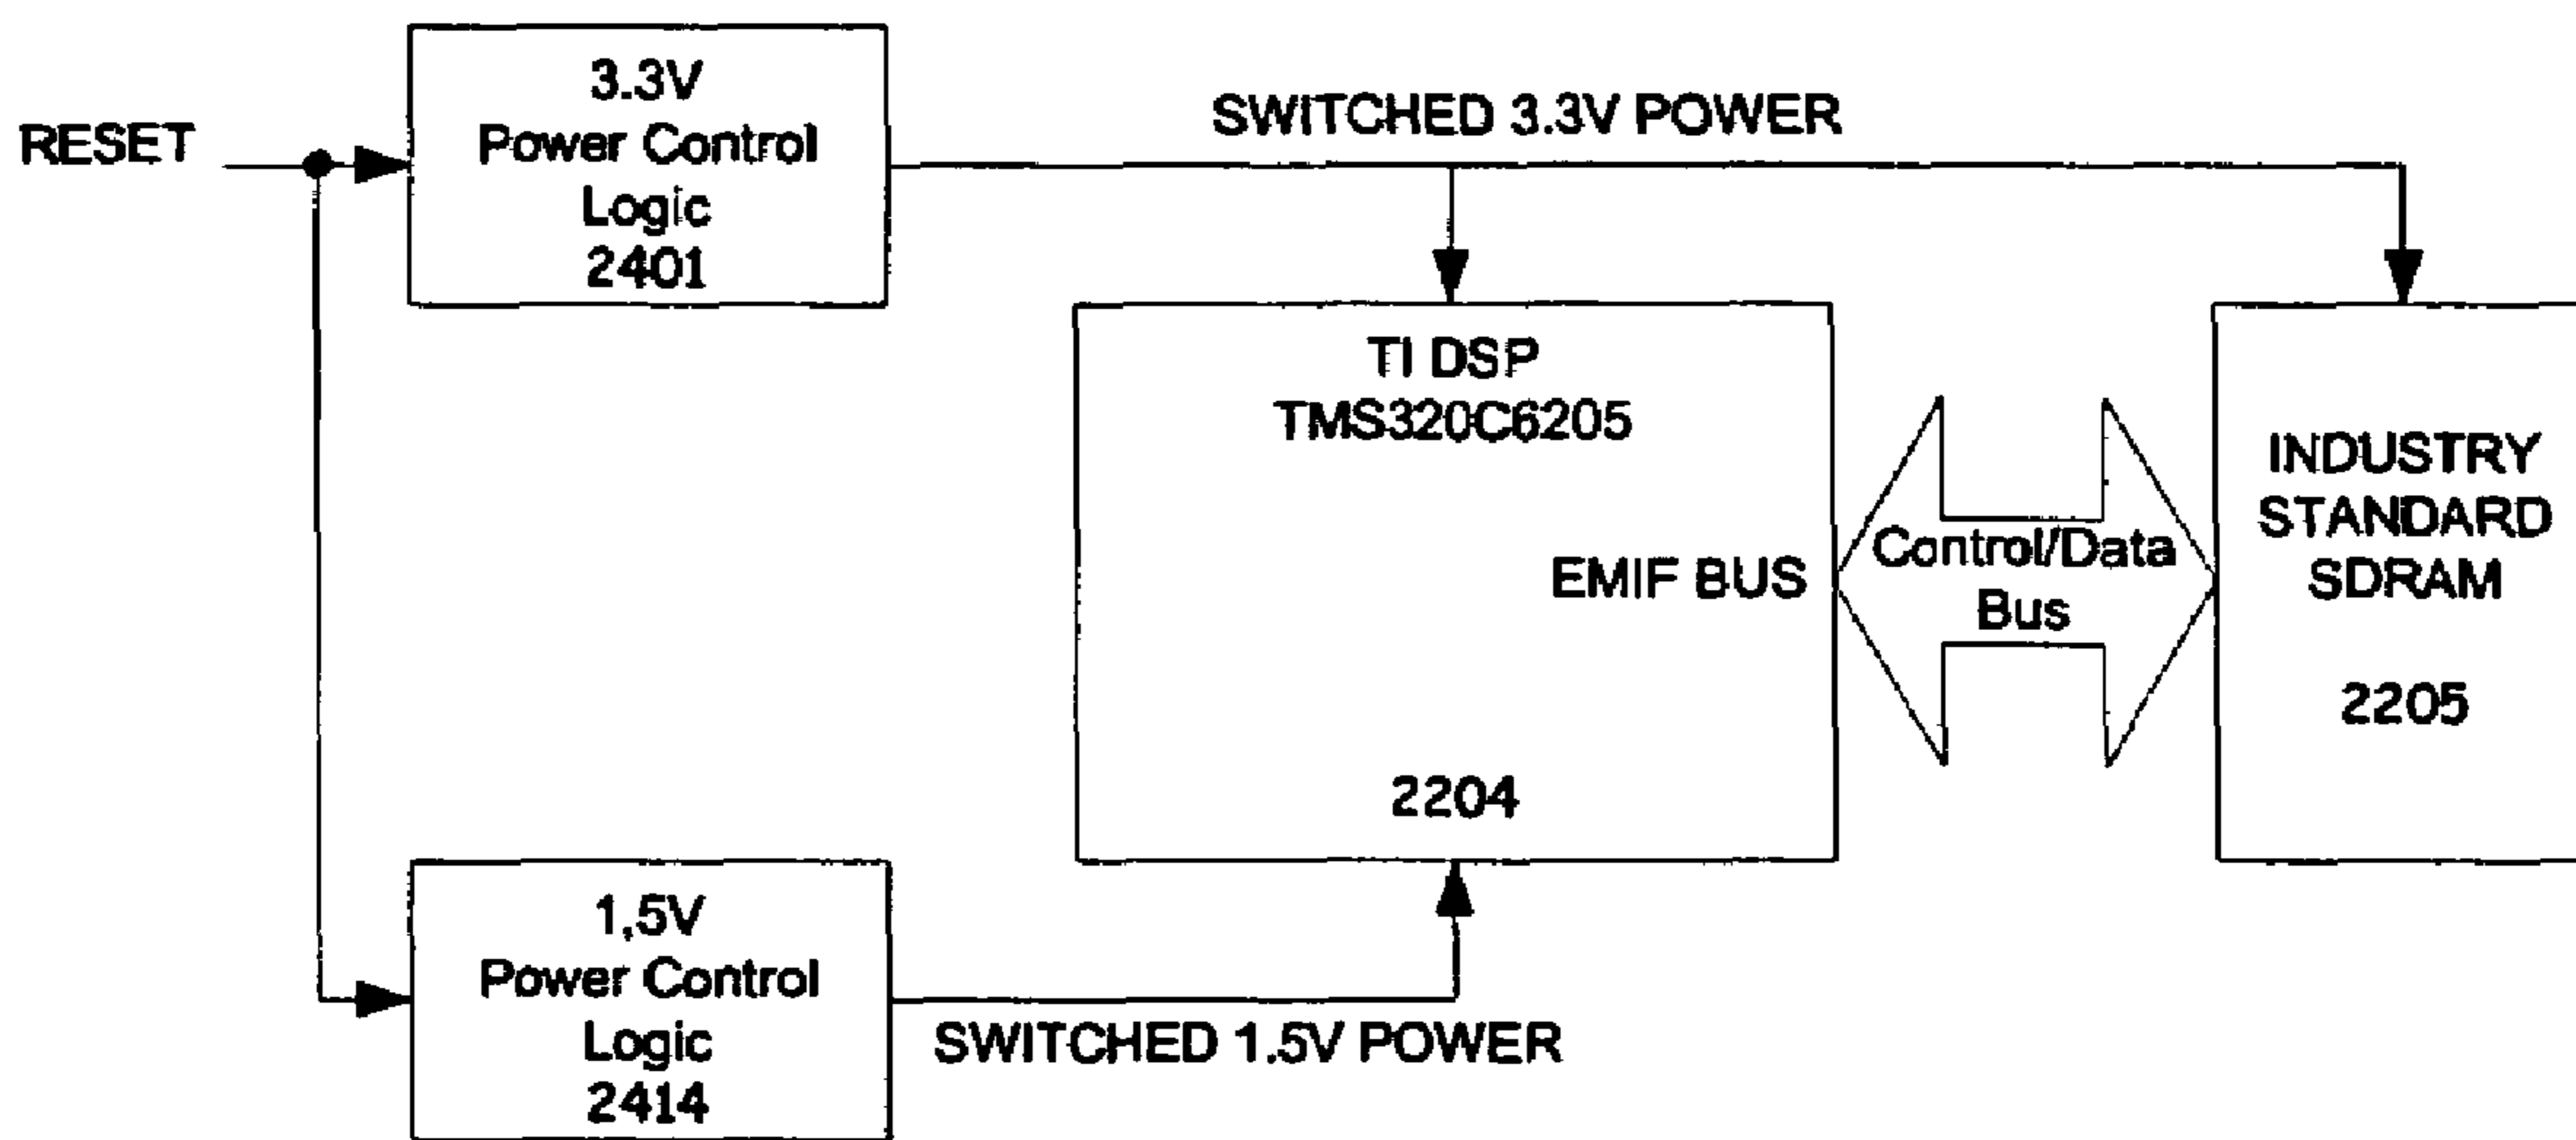 RESET
3.3V
Power Control
Logic
2401
SWITCHED 3.3V POWER
TI DSP
TMS320C6205
EMIF BUS
2204
Control/Data
Bus
INDUSTRY
STANDARD
SDRAM
2205
1,5V
Power Control
Logic
2414
SWITCHED 1.5V POWER